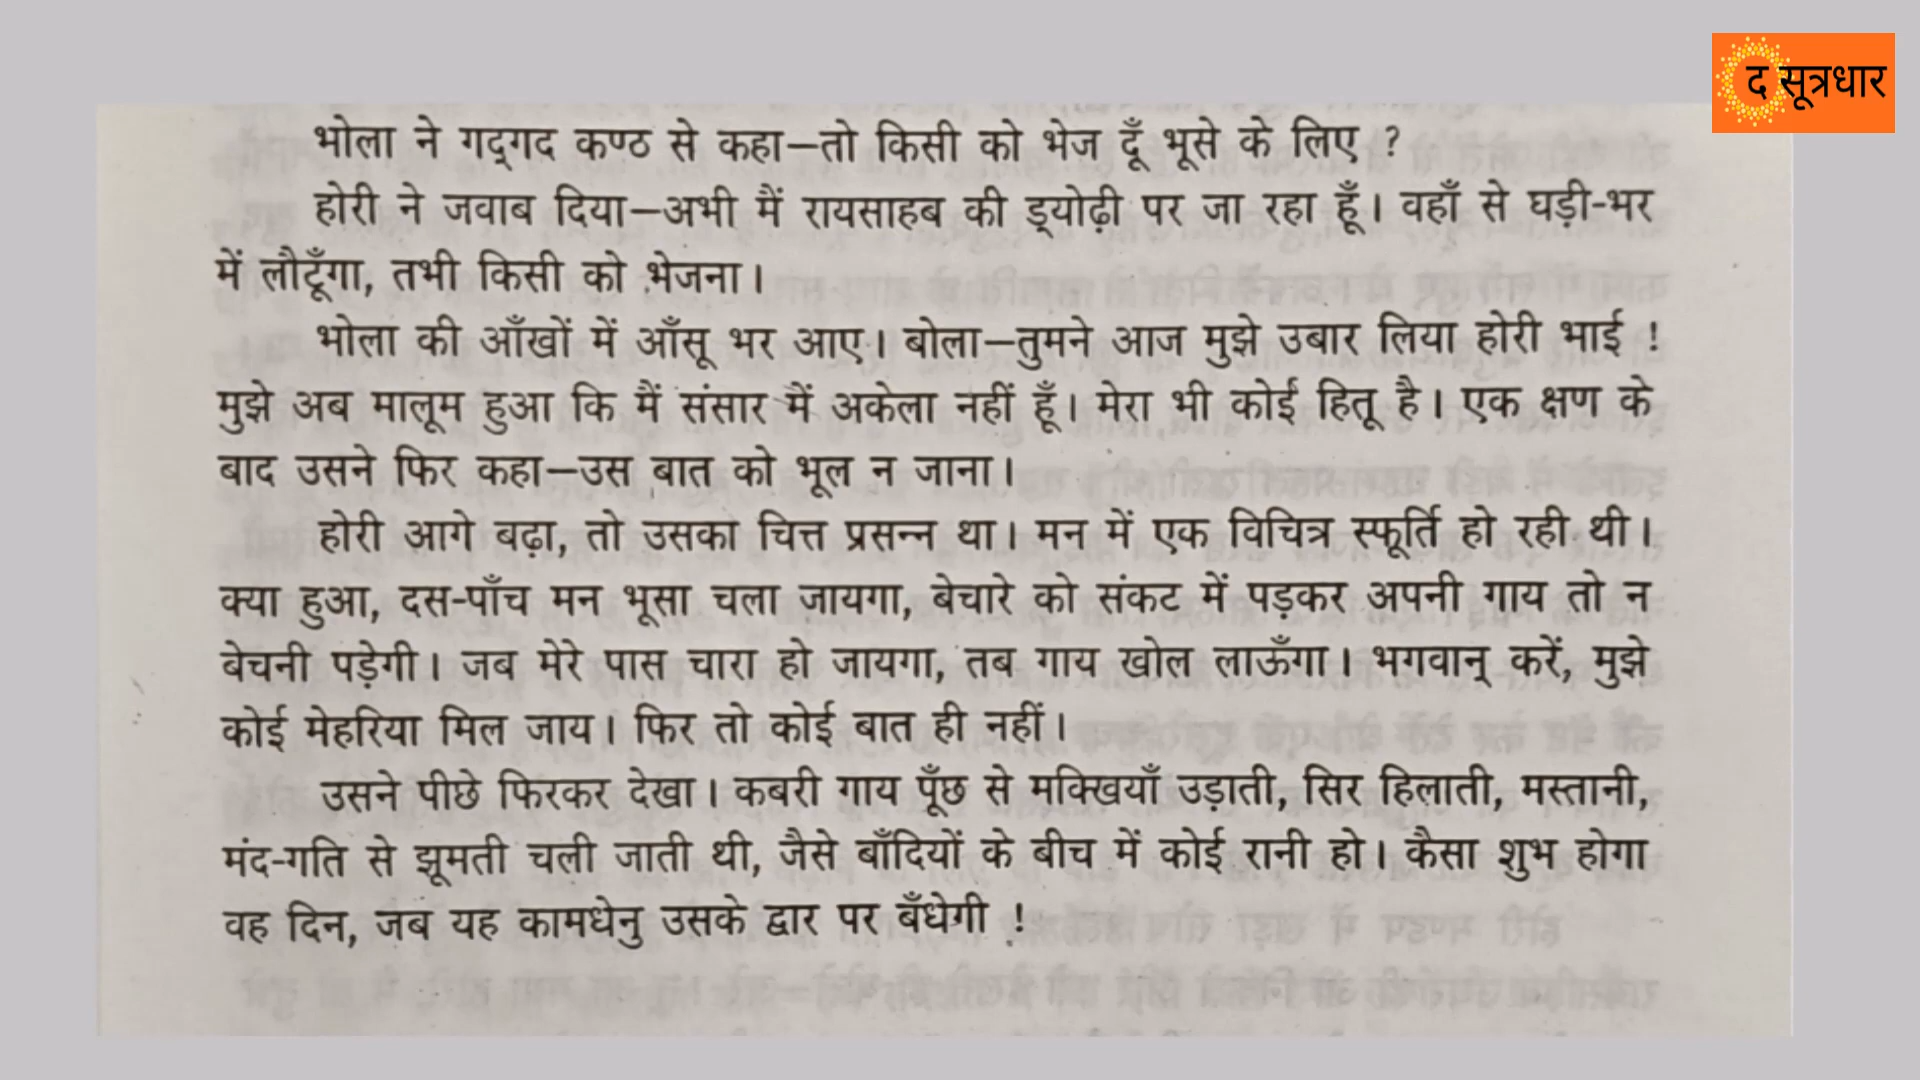 द सूत्रधार
भोला ने गद्‌गद कण्ठ से कहा—तो किसी को भेज दूँ भूसे के लिए ?
होरी ने जवाब दिया—अभी मैं रायसाहब की ड्योढ़ी पर जा रहा हूँ। वहाँ से घड़ी-भर
में लौटूँगा, तभी किसी को भेजना।
भोला की आँखों में आँसू भर आए। बोला—तुमने आज मुझे उबार लिया होरी भाई !
मुझे अब मालूम हुआ कि मैं संसार में अकेला नहीं हूँ। मेरा भी कोई हितू है। एक क्षण के
बाद उसने फिर कहा—उस बात को भूल न जाना।
होरी आगे बढ़ा, तो उसका चित्त प्रसन्न था। मन में एक विचित्र स्फूर्ति हो रही थी।
क्या हुआ, दस-पाँच मन भूसा चला जायगा, बेचारे को संकट में पड़कर अपनी गाय तो न
बेचनी पड़ेगी। जब मेरे पास चारा हो जायगा, तब गाय खोल लाऊँगा। भगवान् करें, मुझे
कोई मेहरिया मिल जाय। फिर तो कोई बात ही नहीं।
उसने पीछे फिरकर देखा। कबरी गाय पूँछ से मक्खियाँ उड़ाती, सिर हिलाती, मस्तानी,
मंद-गति से झूमती चली जाती थी, जैसे बाँदियों के बीच में कोई रानी हो। कैसा शुभ होगा
वह दिन, जब यह कामधेनु उसके द्वार पर बँधेगी !